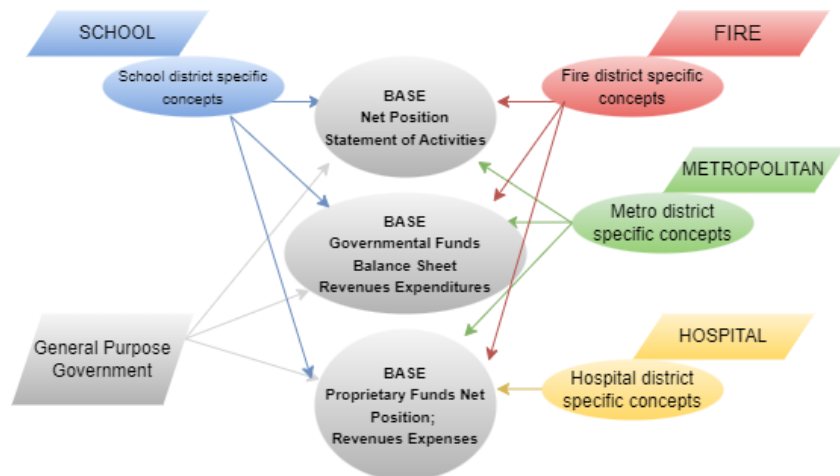 SCHOOL
School district specific
concepts
FIRE
Fire district specific
concepts
BASE
Net Position
Statement of Activities
METROPOLITAN
Metro district
specific concepts
BASE
Governmental Funds
Balance Sheet
Revenues Expenditures
General Purpose
Government
HOSPITAL
Hospital district
specific concepts
BASE
Proprietary Funds Net
Position;
Revenues Expenses